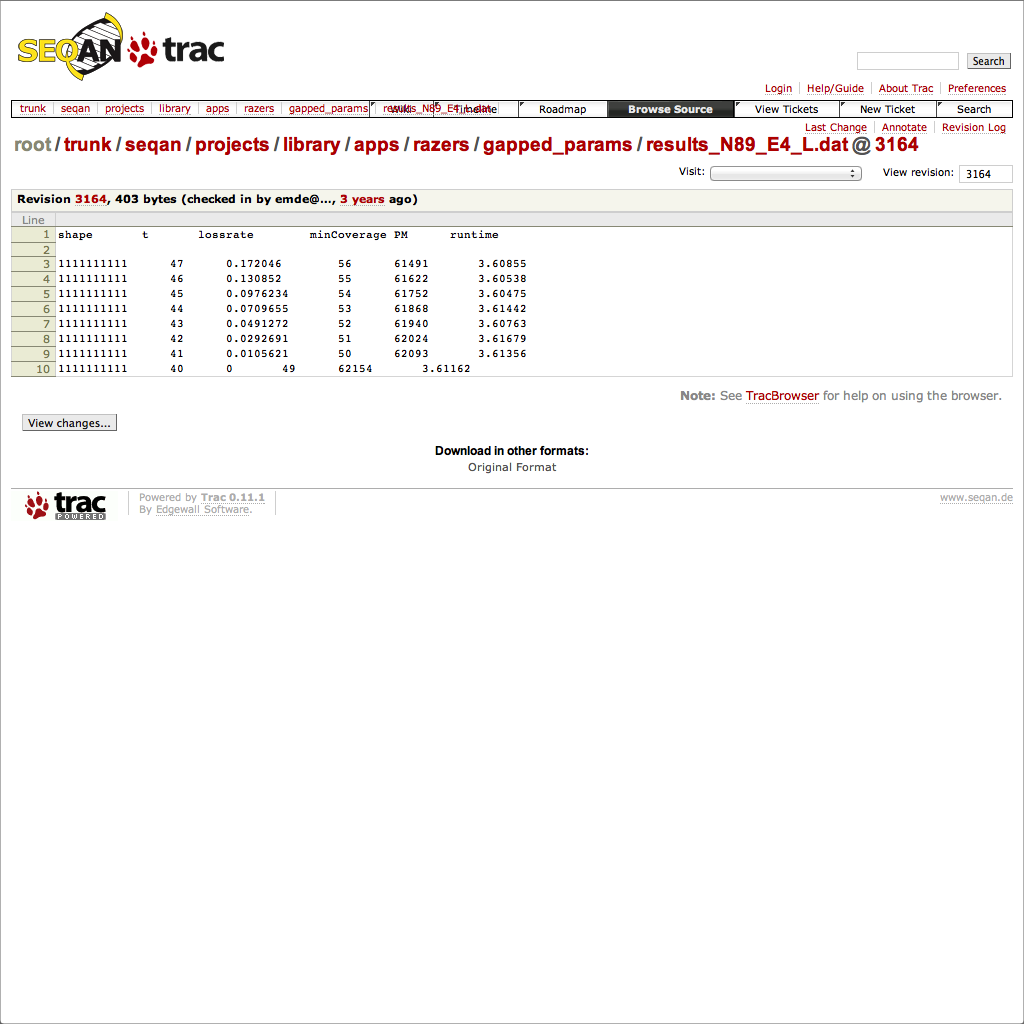 SEQAN trac
Search
Login Help/Guide About Trac Preferences
trunk seqan projects library apps razers gapped_params results_N89_E4_L.dat Wiki Timeline Roadmap Browse Source View Tickets New Ticket Search
Last Change Annotate Revision Log
root/trunk/seqan/projects/library/apps/razers/gapped_params/results_N89_E4_L.dat @ 3164
Visit: View revision: 3164
Revision 3164, 403 bytes (checked in by emde@..., 3 years ago)
Line
1 shape t lossrate minCoverage PM runtime
2
3 1111111111 47 0.172046 56 61491 3.60855
4 1111111111 46 0.130852 55 61622 3.60538
5 1111111111 45 0.0976234 54 61752 3.60475
6 1111111111 44 0.0709655 53 61868 3.61442
7 1111111111 43 0.0491272 52 61940 3.60763
8 1111111111 42 0.0292691 51 62024 3.61679
9 1111111111 41 0.0105621 50 62093 3.61356
10 1111111111 40 0 49 62154 3.61162
Note: See TracBrowser for help on using the browser.
View changes...
Download in other formats:
Original Format
trac POWERED
Powered by Trac 0.11.1
By Edgewall Software.
www.seqan.de